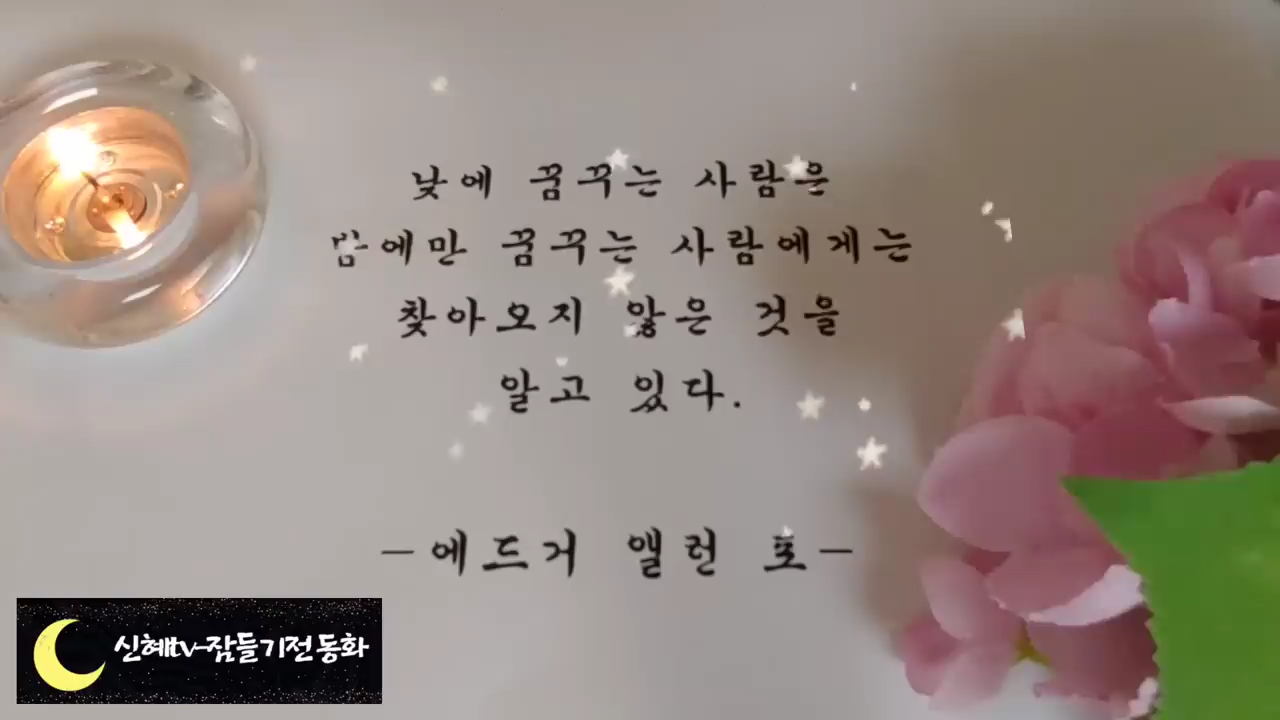 낮에 꿈꾸는 사람은
밤에만 꿈꾸는 사람에게는
찾아오지 않은 것을
알고 있다.
-에드거 앨런 포-
신혜tv-잠들기전동화